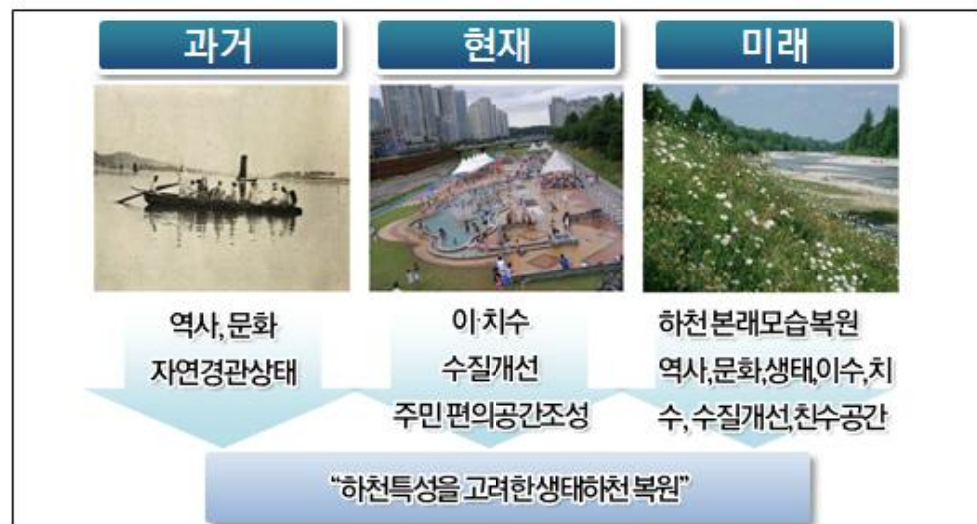 과거
현재
미래
역사, 문화
자연경관상태
이·치수
수질개선
주민 편의공간조성
하천 본래모습복원
역사,문화,생태,이수,치
수, 수질개선,친수공간
“하천특성을 고려한 생태하천 복원”